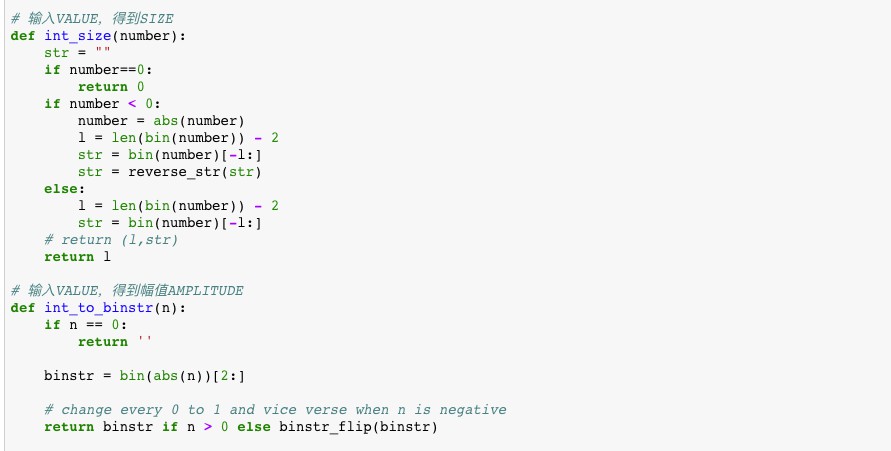 # 输入VALUE, 得到SIZE
def int_size(number):
    str = ""
    if number==0:
        return 0
    if number < 0:
        number = abs(number)
        l = len(bin(number)) - 2
        str = bin(number)[-l:]
        str = reverse_str(str)
    else:
        l = len(bin(number)) - 2
        str = bin(number)[-l:]
    # return (l,str)
    return l

# 输入VALUE, 得到幅值AMPLITUDE
def int_to_binstr(n):
    if n == 0:
        return ''

    binstr = bin(abs(n))[2:]

    # change every 0 to 1 and vice verse when n is negative
    return binstr if n > 0 else binstr_flip(binstr)